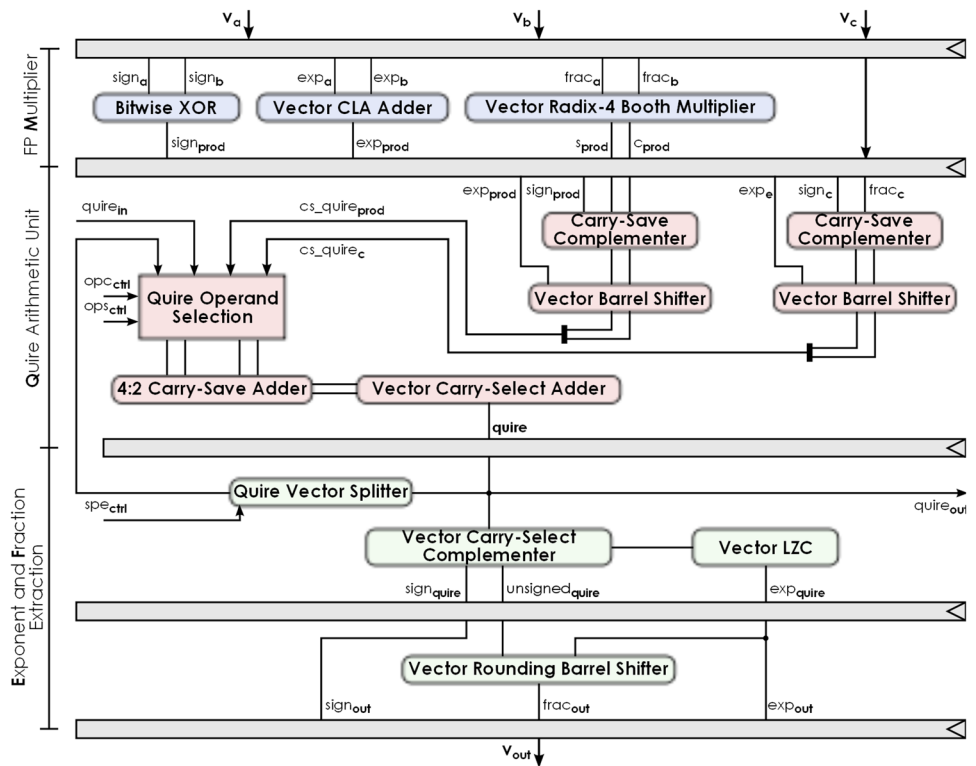 Va
Vb
Vc
FP Multiplier
signa
signb
expa
expb
fraca
fracb
Bitwise XOR
Vector CLA Adder
Vector Radix-4 Booth Multiplier
signprod
expprod
sprod
cprod
Quire Arithmetic Unit
quirein
cs_quireprod
cs_quirec
expprod
signprod
expe
signc
fracc
Carry-Save
Complementer
Carry-Save
Complementer
opcctrl
opsctrl
Quire Operand
Selection
Vector Barrel Shifter
Vector Barrel Shifter
4:2 Carry-Save Adder
Vector Carry-Select Adder
quire
Exponent and Fraction
Extraction
Quire Vector Splitter
spectrl
quireout
Vector Carry-Select
Complementer
Vector LZC
signquire
unsignedquire
expquire
Vector Rounding Barrel Shifter
signout
fracout
expout
Vout